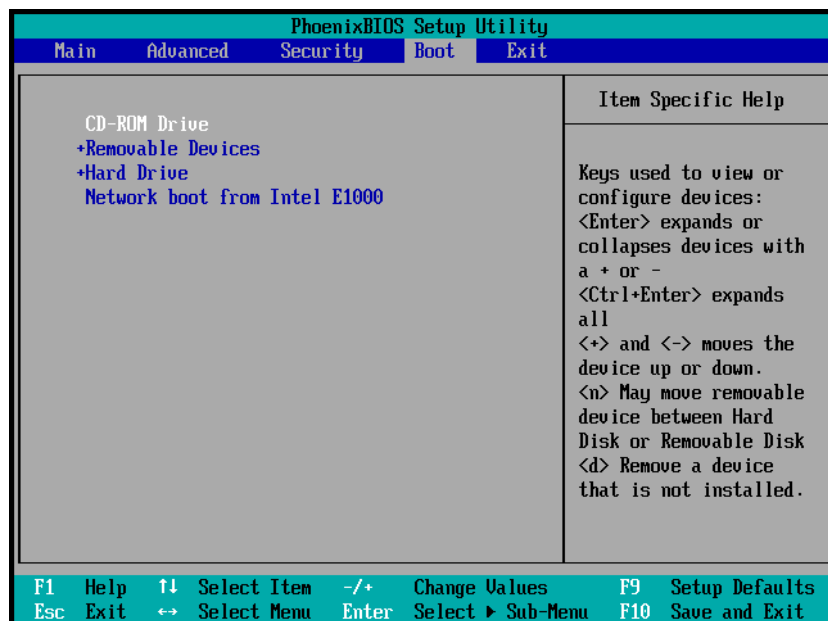 PhoenixBIOS Setup Utility
Main Advanced Security Boot Exit
CD-ROM Drive
+Removable Devices
+Hard Drive
Network boot from Intel E1000
Item Specific Help
Keys used to view or
configure devices:
<Enter> expands or
collapses devices with
a + or -
<Ctrl+Enter> expands
all
<+> and <-> moves the
device up or down.
<n> May move removable
device between Hard
Disk or Removable Disk
<d> Remove a device
that is not installed.
F1 Help ↑↓ Select Item -/+ Change Values F9 Setup Defaults
Esc Exit ↔ Select Menu Enter Select ▶ Sub-Menu F10 Save and Exit